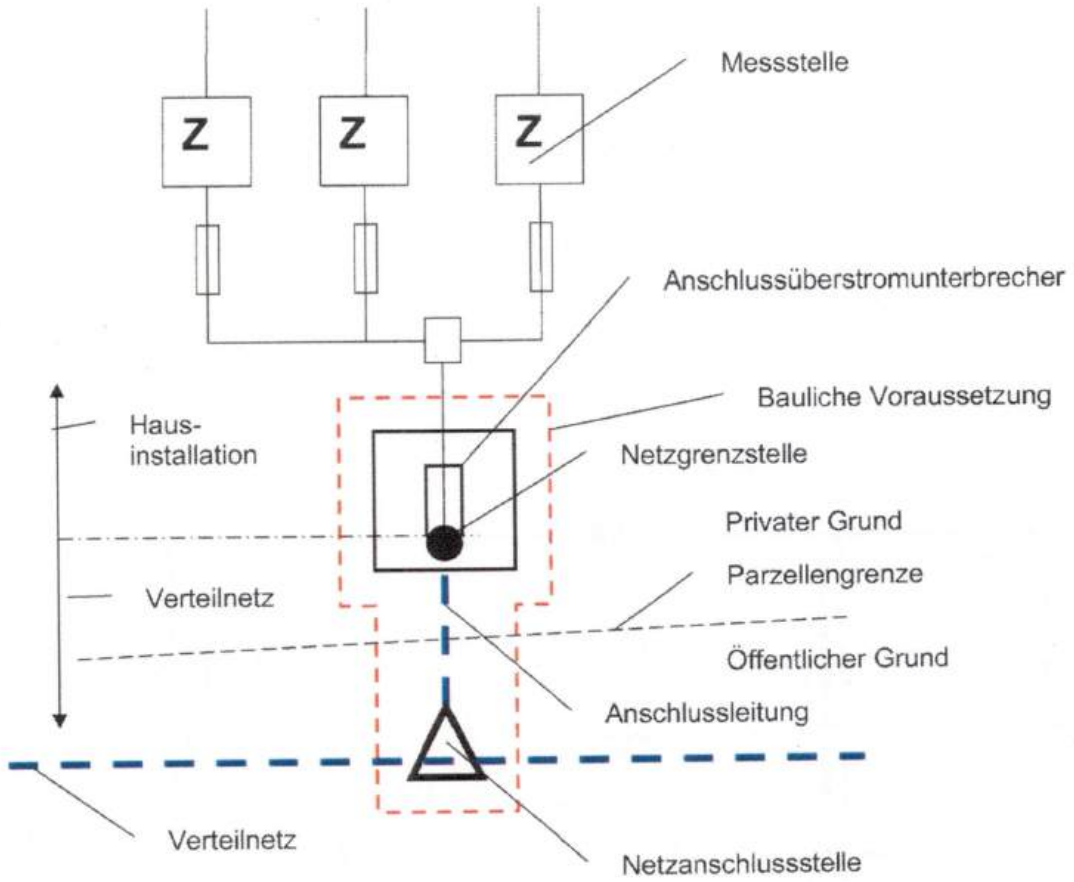 Messstelle
Z Z Z
Anschlussüberstromunterbrecher
Bauliche Voraussetzung
Haus-
installation
Netzgrenzstelle
Privater Grund
Parzellengrenze
Verteilnetz
Öffentlicher Grund
Anschlussleitung
Verteilnetz
Netzanschlussstelle